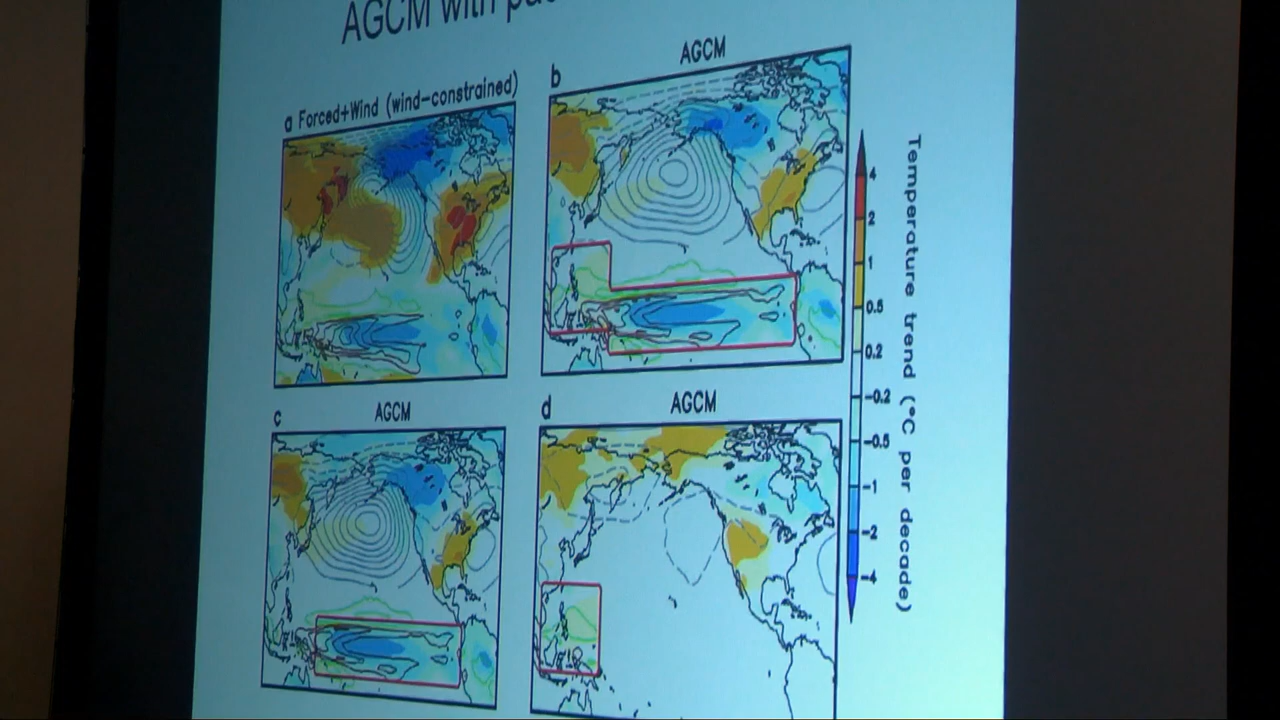 AGCM with
a Forced+Wind (wind-constrained)
b
AGCM
c
AGCM
d
AGCM
4
2
1
0.5
0.2
-0.2
-0.5
-1
-2
-4
Temperature trend (°C per decade)